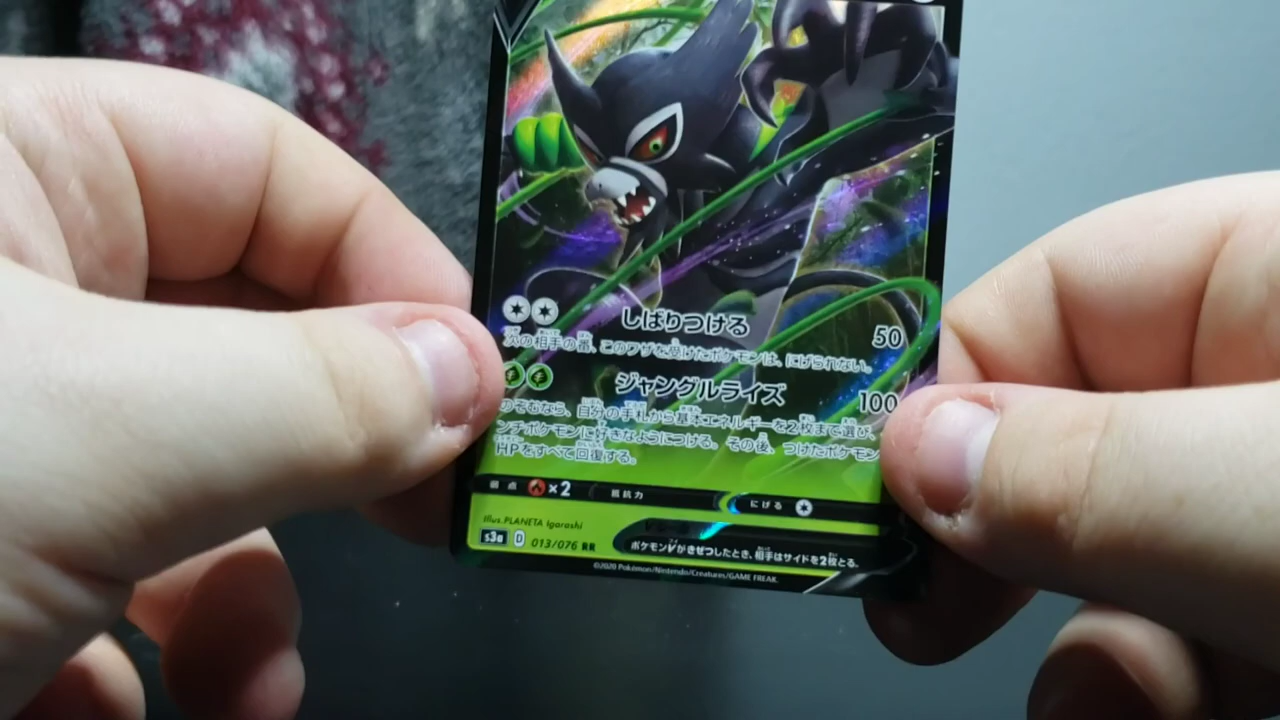 しばりつける 50
次の相手の番、このワザを受けたポケモンは、にげられない。
ジャングルライズ 100
のぞむなら、自分の手札から基本エネルギーを2枚まで選び、
ンチポケモンに好きなようにつける。その後、つけたポケモン
HPをすべて回復する。
弱点 ×2 抵抗力 にげる
Illus.PLANETA Igarashi
s3a D 013/076 RR
ポケモンVがきぜつしたとき、相手はサイドを2枚とる。
©2020 Pokémon/Nintendo/Creatures/GAME FREAK.